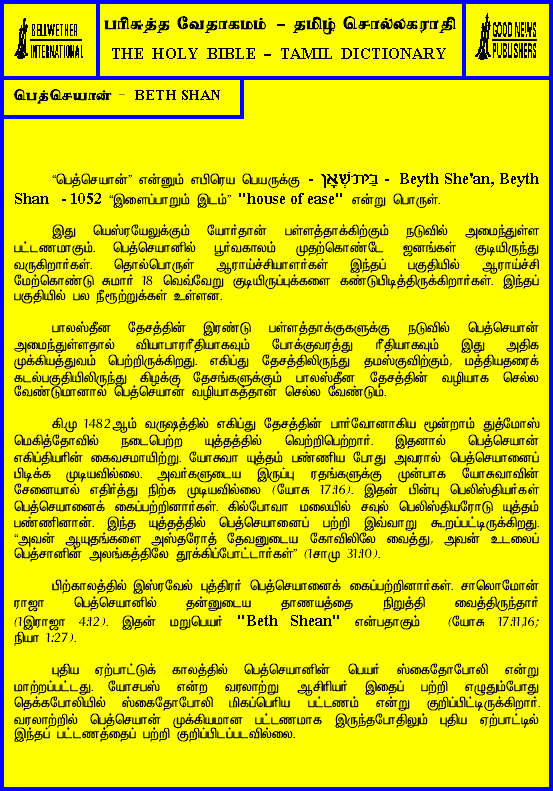 BELLWETHER
INTERNATIONAL
பரிசுத்த வேதாகமம் - தமிழ் சொல்லகராதி
THE HOLY BIBLE - TAMIL DICTIONARY
GOOD NEWS
PUBLISHERS
பெத்செயான் - BETH SHAN
"பெத்செயான்" என்னும் எபிரெய பெயருக்கு - בֵּית־שְׁאָן - Beyth She'an, Beyth
Shan - 1052 "இளைப்பாறும் இடம்" "house of ease" என்று பொருள்.
இது யெஸ்ரயேலுக்கும் யோர்தான் பள்ளத்தாக்கிற்கும் நடுவில் அமைந்துள்ள
பட்டணமாகும். பெத்செயானில் பூர்வகாலம் முதற்கொண்டே ஜனங்கள் குடியிருந்து
வருகிறார்கள். தொல்பொருள் ஆராய்ச்சியாளர்கள் இந்தப் பகுதியில் ஆராய்ச்சி
மேற்கொண்டு சுமார் 18 வெவ்வேறு குடியிருப்புக்களை கண்டுபிடித்திருக்கிறார்கள். இந்தப்
பகுதியில் பல நீரூற்றுக்கள் உள்ளன.
பாலஸ்தீன தேசத்தின் இரண்டு பள்ளத்தாக்குகளுக்கு நடுவில் பெத்செயான்
அமைந்துள்ளதால் வியாபாரரீதியாகவும் போக்குவரத்து ரீதியாகவும் இது அதிக
முக்கியத்துவம் பெற்றிருக்கிறது. எகிப்து தேசத்திலிருந்து தமஸ்குவிற்கும், மத்தியதரைக்
கடல்பகுதியிலிருந்து கிழக்கு தேசங்களுக்கும் பாலஸ்தீன தேசத்தின் வழியாக செல்ல
வேண்டுமானால் பெத்செயான் வழியாகத்தான் செல்ல வேண்டும்.
கி.மு 1482ஆம் வருஷத்தில் எகிப்து தேசத்தின் பார்வோனாகிய மூன்றாம் துத்மோஸ்
மெகித்தோவில் நடைபெற்ற யுத்தத்தில் வெற்றிபெற்றார். இதனால் பெத்செயான்
எகிப்தியரின் கைவசமாயிற்று. யோசுவா யுத்தம் பண்ணிய போது அவரால் பெத்செயானைப்
பிடிக்க முடியவில்லை. அவர்களுடைய இருப்பு ரதங்களுக்கு முன்பாக யோசுவாவின்
சேனையால் எதிர்த்து நிற்க முடியவில்லை (யோசு 17:16). இதன் பின்பு பெலிஸ்தியர்கள்
பெத்செயானைக் கைப்பற்றினார்கள். கில்போவா மலையில் சவுல் பெலிஸ்தியரோடு யுத்தம்
பண்ணினான். இந்த யுத்தத்தில் பெத்செயானைப் பற்றி இவ்வாறு கூறப்பட்டிருக்கிறது.
"அவன் ஆயுதங்களை அஸ்தரோத் தேவனுடைய கோவிலிலே வைத்து, அவன் உடலைப்
பெத்சானின் அலங்கத்திலே தூக்கிப்போட்டார்கள்" (1சாமு 31:10).
பிற்காலத்தில் இஸ்ரவேல் புத்திரர் பெத்செயானைக் கைப்பற்றினார்கள். சாலொமோன்
ராஜா பெத்செயானில் தன்னுடைய தாணயத்தை நிறுத்தி வைத்திருந்தார்
(1இராஜா 4:12). இதன் மறுபெயர் "Beth Shean" என்பதாகும் (யோசு 17:11,16;
நியா 1:27).
புதிய ஏற்பாட்டுக் காலத்தில் பெத்செயானின் பெயர் ஸ்கைதோபோலி என்று
மாற்றப்பட்டது. யோசபஸ் என்ற வரலாற்று ஆசிரியர் இதைப் பற்றி எழுதும்போது
தெக்கபோலியில் ஸ்கைதோபோலி மிகப்பெரிய பட்டணம் என்று குறிப்பிட்டிருக்கிறார்.
வரலாற்றில் பெத்செயான் முக்கியமான பட்டணமாக இருந்தபோதிலும் புதிய ஏற்பாட்டில்
இந்தப் பட்டணத்தைப் பற்றி குறிப்பிடப்படவில்லை.